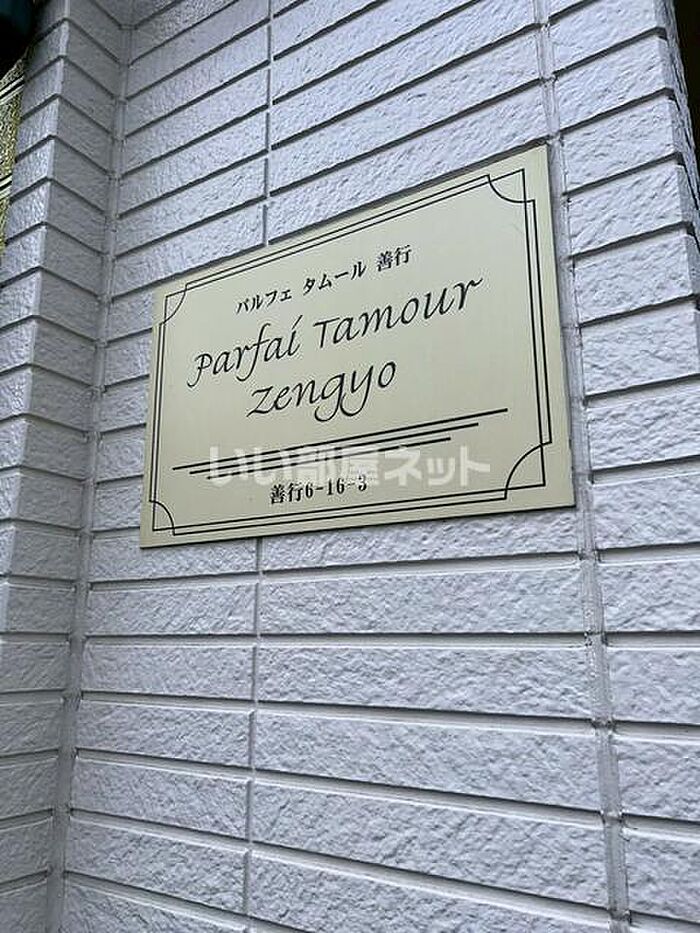 パルフェ タムール 善行
Parfaí Tamour
Zengyo
いい部屋ネット
善行6-16-3